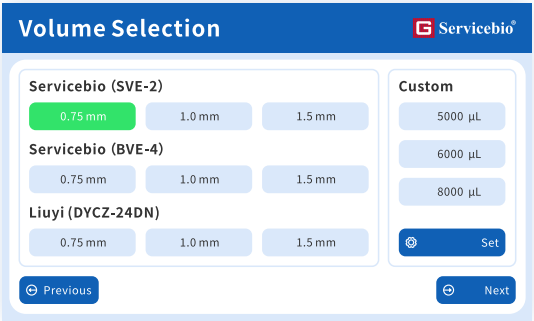 Volume Selection
G Servicebio®
Servicebio (SVE-2)
0.75 mm 1.0 mm 1.5 mm
Servicebio (BVE-4)
0.75 mm 1.0 mm 1.5 mm
Liuyi (DYCZ-24DN)
0.75 mm 1.0 mm 1.5 mm
Custom
5000 µL
6000 µL
8000 µL
Set
Previous
Next